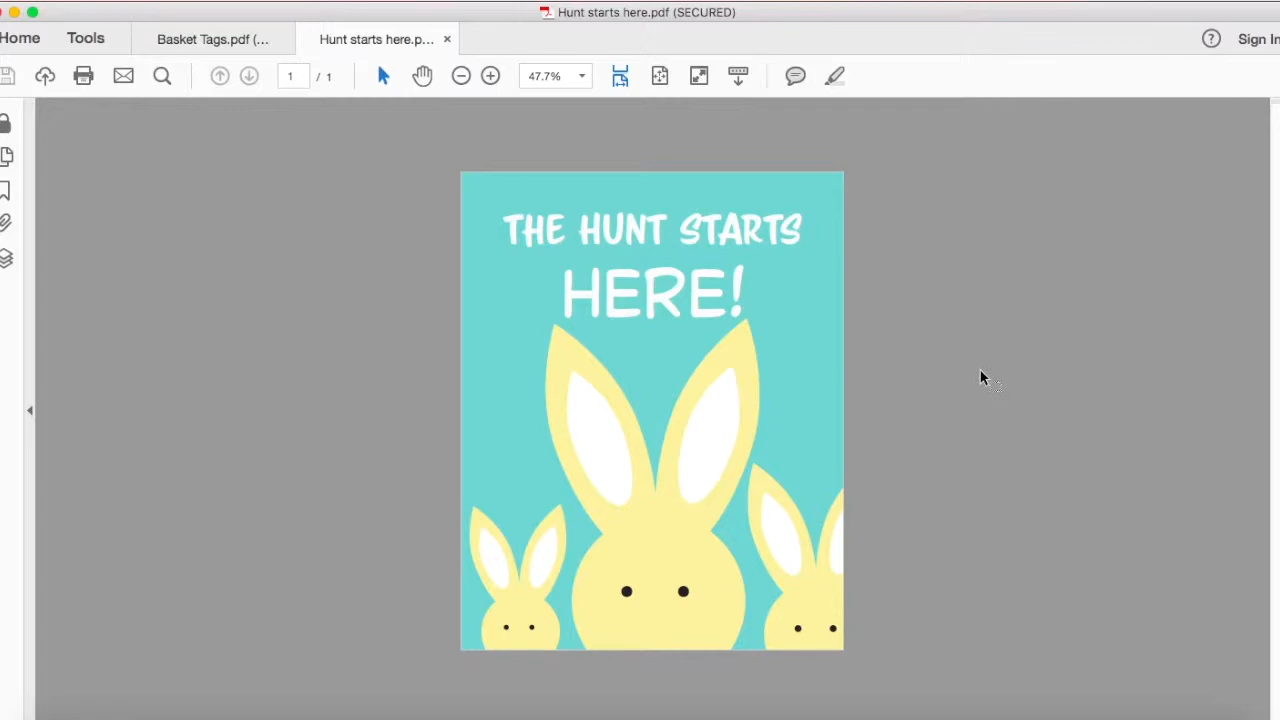 Hunt starts here.pdf (SECURED)
Home Tools Basket Tags.pdf (... Hunt starts here.p... × ? Sign In
1 / 1 47.7%
THE HUNT STARTS
HERE!